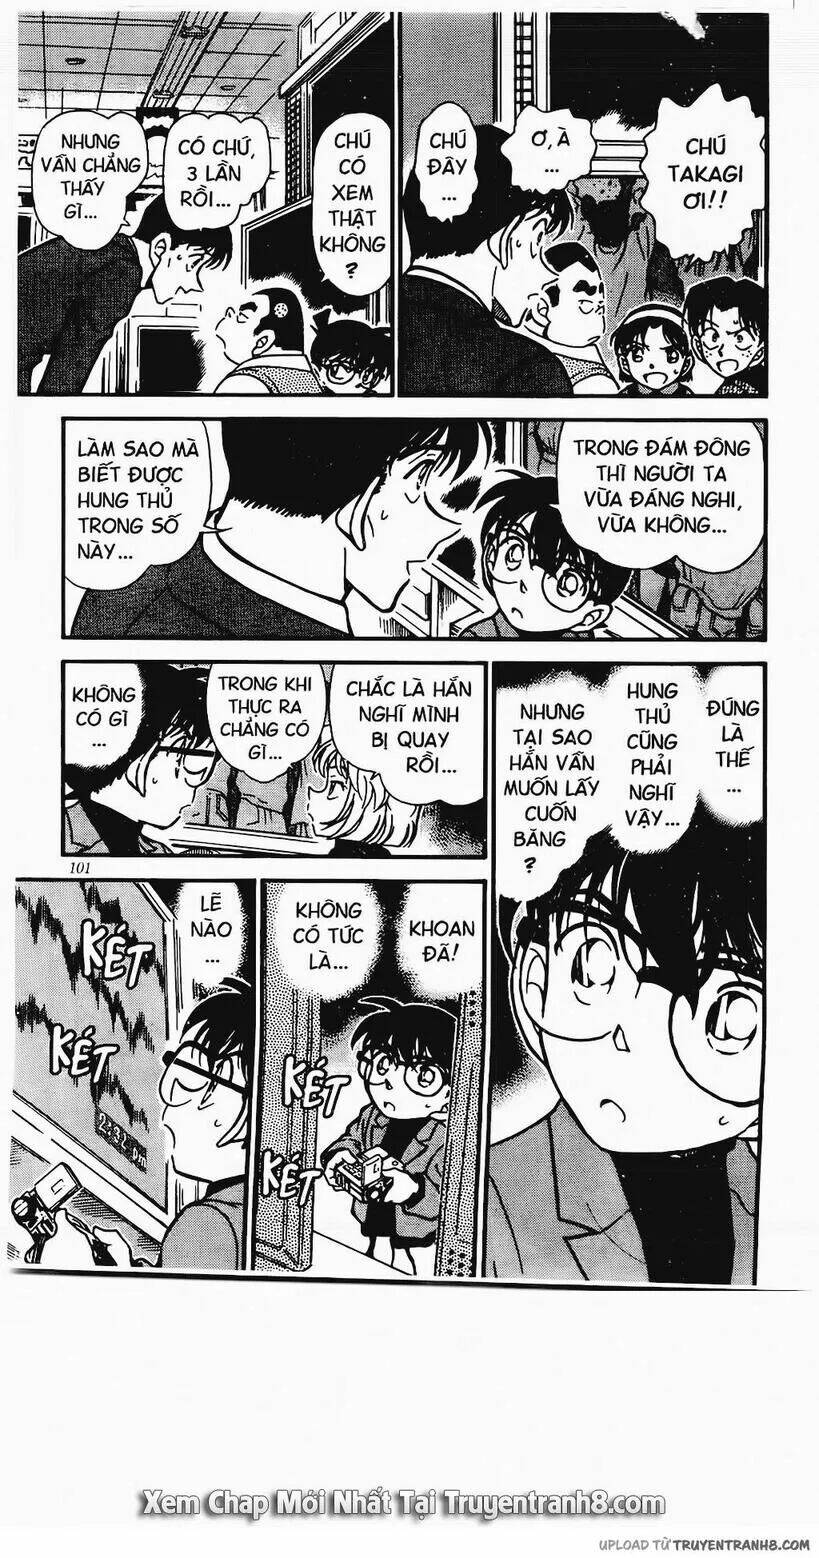 CHÚ
TAKAGI
ƠI!!
Ơ,À
...
CHÚ
ĐÂY
...
CHÚ
CÓ
XEM
THẬT
KHÔNG
?
CÓ CHỨ,
3 LẦN
RỒI...
NHƯNG
VẪN CHẲNG
THẤY
GÌ...
TRONG ĐÁM ĐÔNG
THÌ NGƯỜI TA
VỪA ĐÁNG NGHI,
VỪA KHÔNG...
LÀM SAO MÀ
BIẾT ĐƯỢC
HUNG THỦ
TRONG SỐ
NÀY...
ĐÚNG
LÀ
THẾ
...
HUNG
THỦ
CŨNG
PHẢI
NGHĨ
VẬY...
NHƯNG
TẠI SAO
HẮN VẪN
MUỐN LẤY
CUỐN
BĂNG
?
CHẮC LÀ HẮN
NGHĨ MÌNH
BỊ QUAY
RỒI...
TRONG KHI
THỰC RA
CHẲNG CÓ
GÌ...
KHÔNG
CÓ GÌ
...
101
KHOAN
ĐÃ!
KHÔNG
CÓ TỨC
LÀ...
KÉT
KÉT
LẼ
NÀO
...
KÉT
KÉT
2:32 PM
Xem Chap Mới Nhất Tại Truyentranh8.com
UPLOAD TỪ TRUYENTRANH8.COM